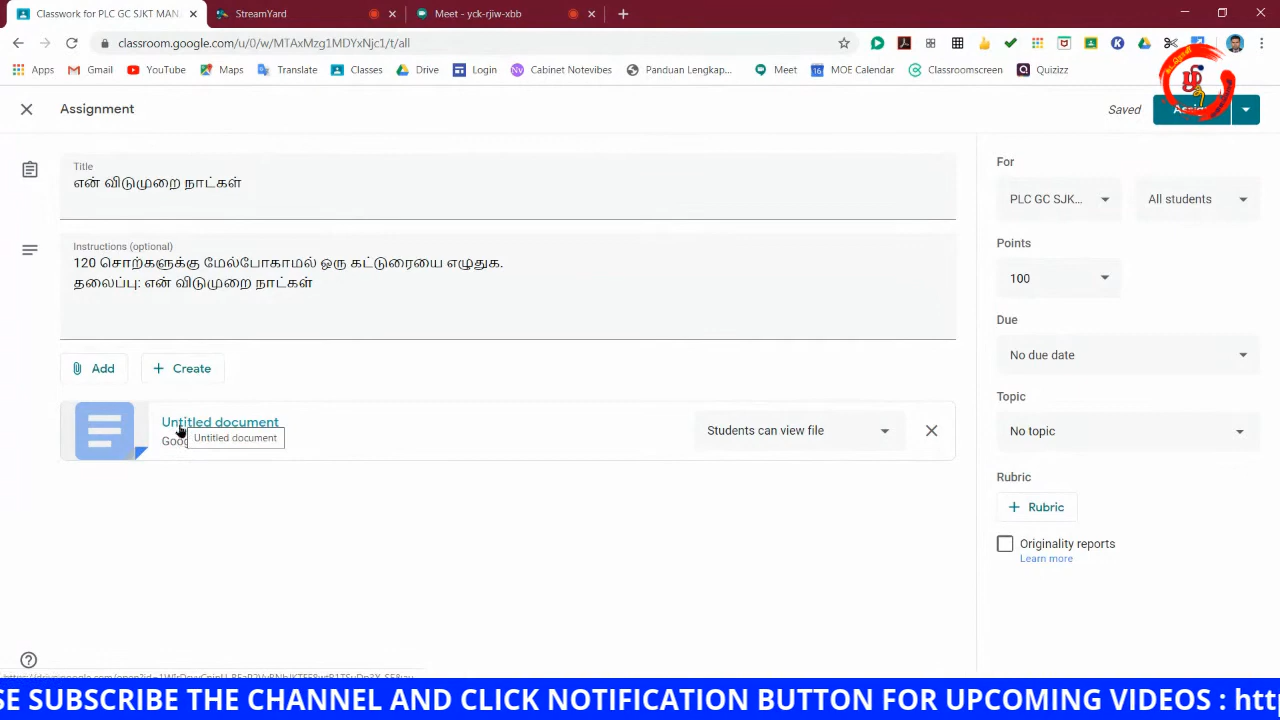 Classwork for PLC GC SJKT MAN
StreamYard
Meet - yck-rjiw-xbb
classroom.google.com/u/0/w/MTAxMzg1MDYyNjc1/t/all
Apps
Gmail
YouTube
Maps
Translate
Classes
Drive
Login
Cabinet Notevibes
Panduan Lengkap...
Meet
MOE Calendar
Classroomscreen
Quizizz
Assignment
Saved
Title
என் விடுமுறை நாட்கள்
Instructions (optional)
120 சொற்களுக்கு மேல்போகாமல் ஒரு கட்டுரையை எழுதுக.
தலைப்பு: என் விடுமுறை நாட்கள்
Add
Create
Untitled document
Untitled document
Students can view file
For
PLC GC SJK...
All students
Points
100
Due
No due date
Topic
No topic
Rubric
Rubric
Originality reports
Learn more
SE SUBSCRIBE THE CHANNEL AND CLICK NOTIFICATION BUTTON FOR UPCOMING VIDEOS : http